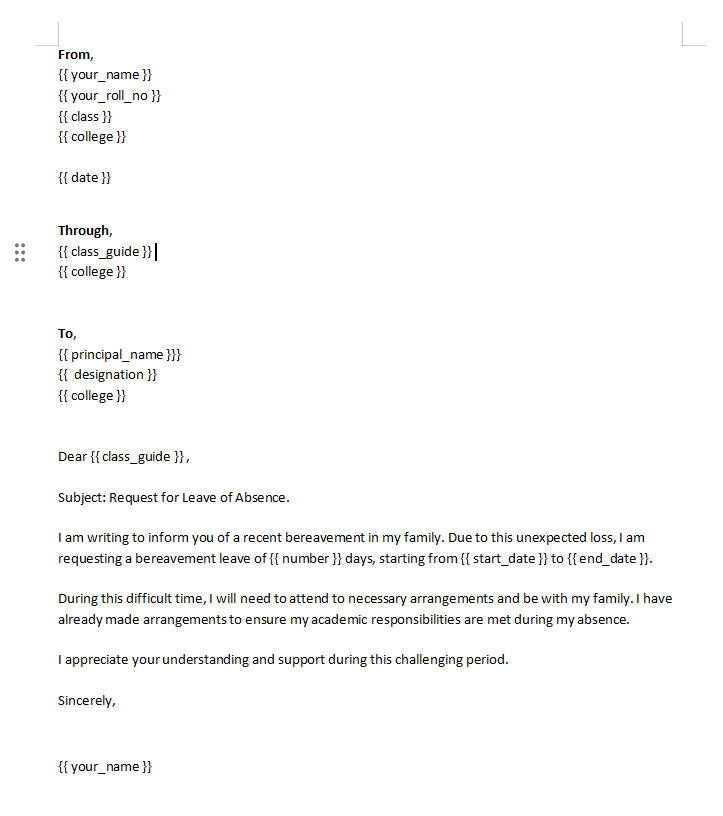 From,
{{ your_name }}
{{ your_roll_no }}
{{ class }}
{{ college }}
{{ date }}
Through,
{{ class_guide }}
{{ college }}
To,
{{ principal_name }}}
{{  designation }}
{{ college }}
Dear {{ class_guide }},
Subject: Request for Leave of Absence.
I am writing to inform you of a recent bereavement in my family. Due to this unexpected loss, I am
requesting a bereavement leave of {{ number }} days, starting from {{ start_date }} to {{ end_date }}.
During this difficult time, I will need to attend to necessary arrangements and be with my family. I have
already made arrangements to ensure my academic responsibilities are met during my absence.
I appreciate your understanding and support during this challenging period.
Sincerely,
{{ your_name }}